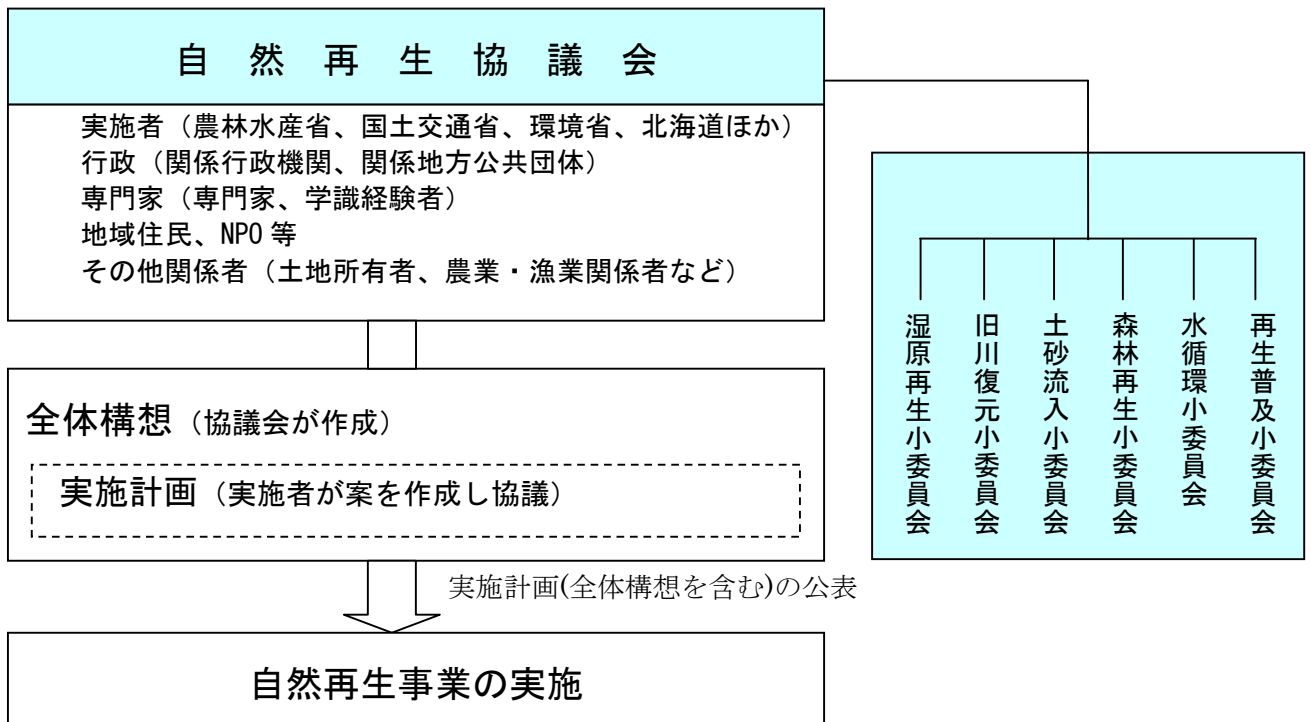 自然再生協議会
実施者（農林水産省、国土交通省、環境省、北海道ほか）
行政（関係行政機関、関係地方公共団体）
専門家（専門家、学識経験者）
地域住民、NPO 等
その他関係者（土地所有者、農業・漁業関係者など）
全体構想（協議会が作成）
実施計画（実施者が案を作成し協議）
実施計画(全体構想を含む)の公表
自然再生事業の実施
湿原再生小委員会
旧川復元小委員会
土砂流入小委員会
森林再生小委員会
水循環小委員会
再生普及小委員会